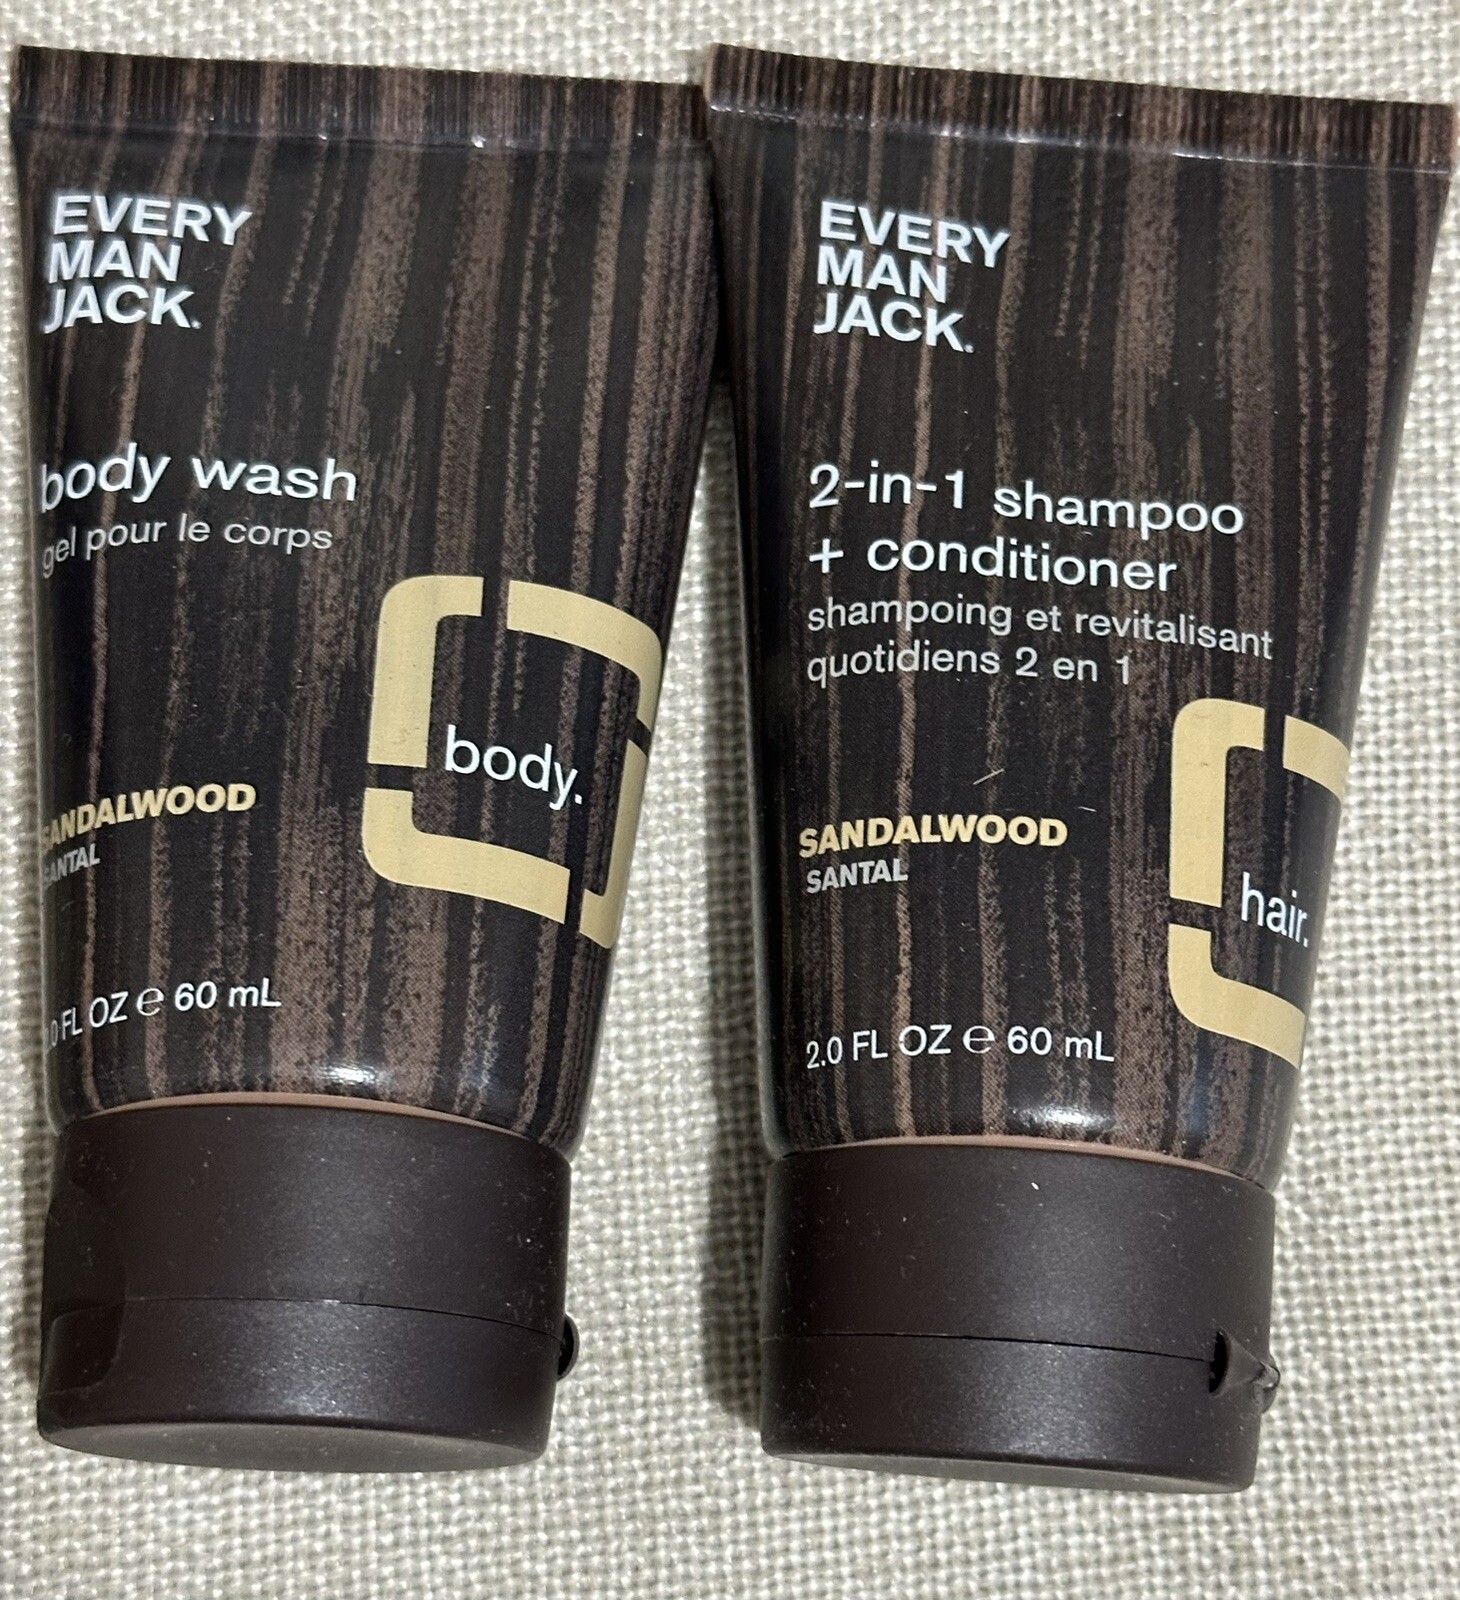 EVERY
MAN
JACK.
body wash
gel pour le corps
body.
SANDALWOOD
SANTAL
.0 FL OZ e 60 mL
EVERY
MAN
JACK.
2-in-1 shampoo
+ conditioner
shampoing et revitalisant
quotidiens 2 en 1
SANDALWOOD
SANTAL
hair.
2.0 FL OZ e 60 mL